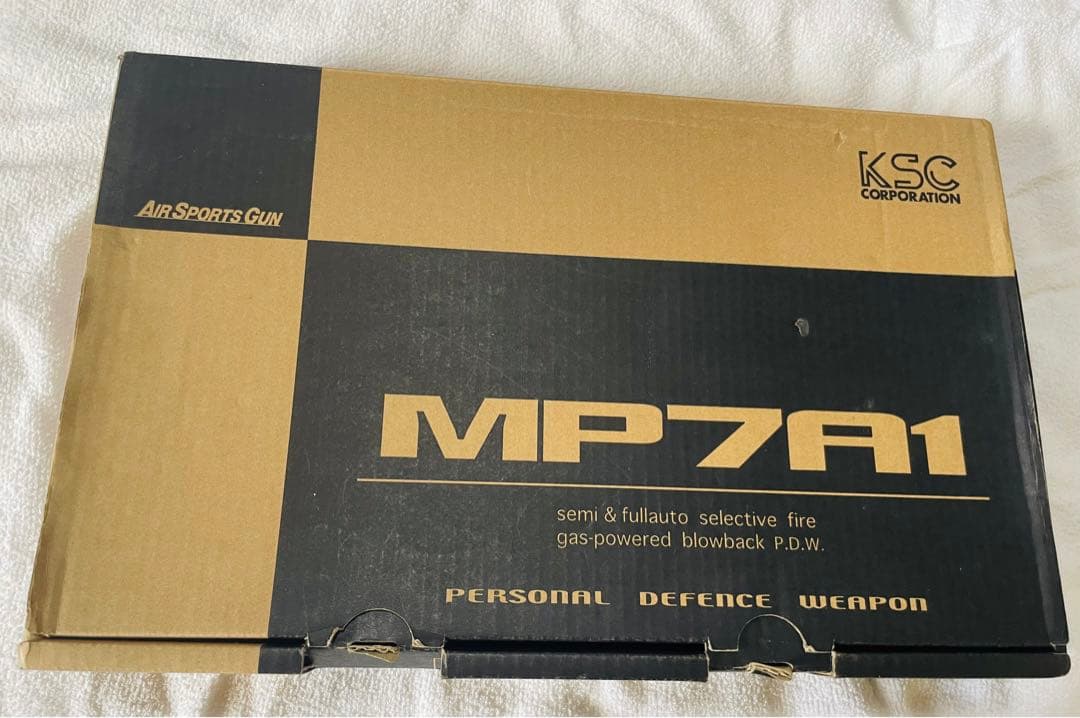 AIR SPORTS GUN
KSC
CORPORATION
MP7A1
semi & fullauto selective fire
gas-powered blowback P.D.W.
PERSONAL DEFENCE WEAPON